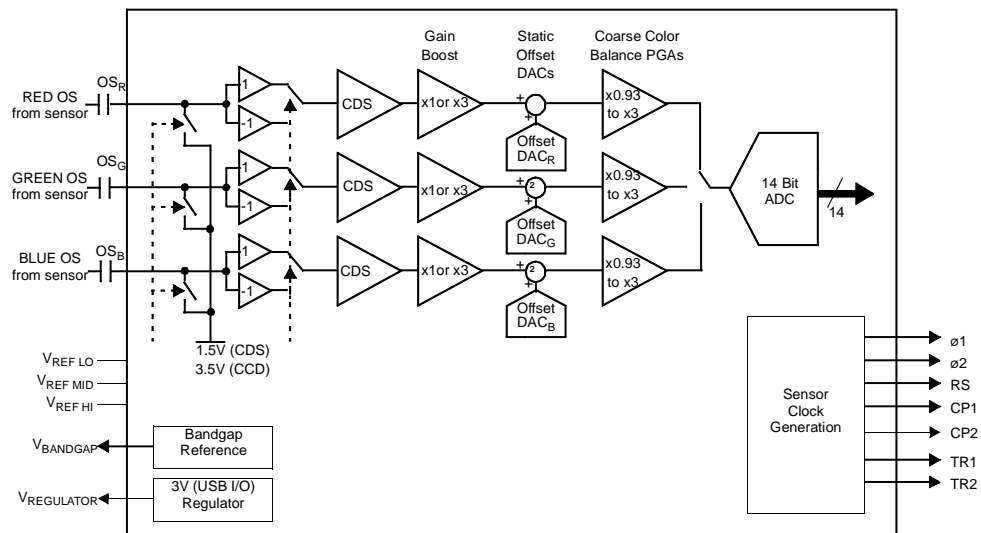 Gain
Boost
Static
Offset
DACs
Coarse Color
Balance PGAs
OSR
RED OS
from sensor
1
-1
CDS
x1or x3
+
+
Offset
DACR
x0.93
to x3
OSG
GREEN OS
from sensor
1
-1
CDS
x1or x3
+
2
+
Offset
DACG
x0.93
to x3
14 Bit
ADC
14
OSB
BLUE OS
from sensor
1
-1
CDS
x1or x3
+
2
+
Offset
DACB
x0.93
to x3
1.5V (CDS)
3.5V (CCD)
VREF LO
VREF MID
VREF HI
VBANDGAP
Bandgap
Reference
VREGULATOR
3V (USB I/O)
Regulator
Sensor
Clock
Generation
ø1
ø2
RS
CP1
CP2
TR1
TR2